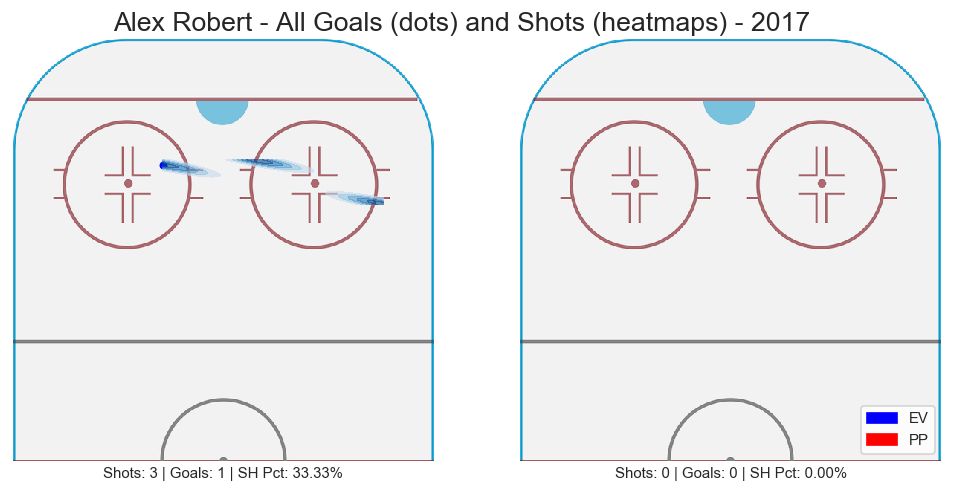 Alex Robert - All Goals (dots) and Shots (heatmaps) - 2017
EV
PP
Shots: 3 | Goals: 1 | SH Pct: 33.33%
Shots: 0 | Goals: 0 | SH Pct: 0.00%